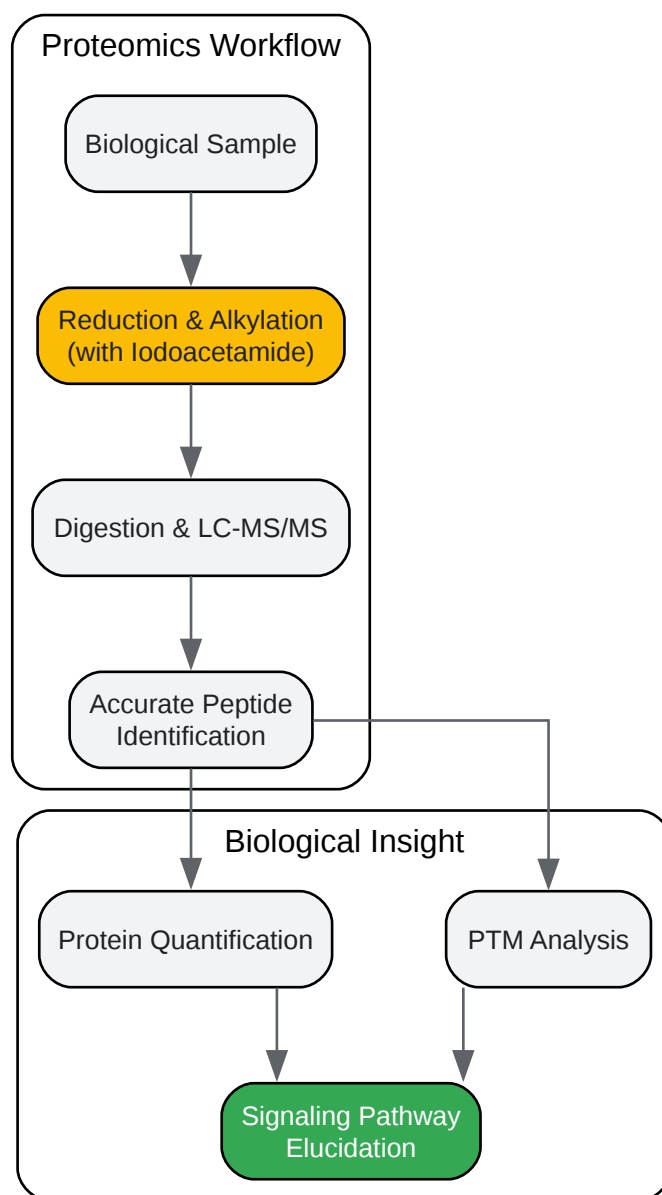 Proteomics Workflow
Biological Sample
Reduction & Alkylation
(with Iodoacetamide)
Digestion & LC-MS/MS
Accurate Peptide
Identification
Biological Insight
Protein Quantification
PTM Analysis
Signaling Pathway
Elucidation